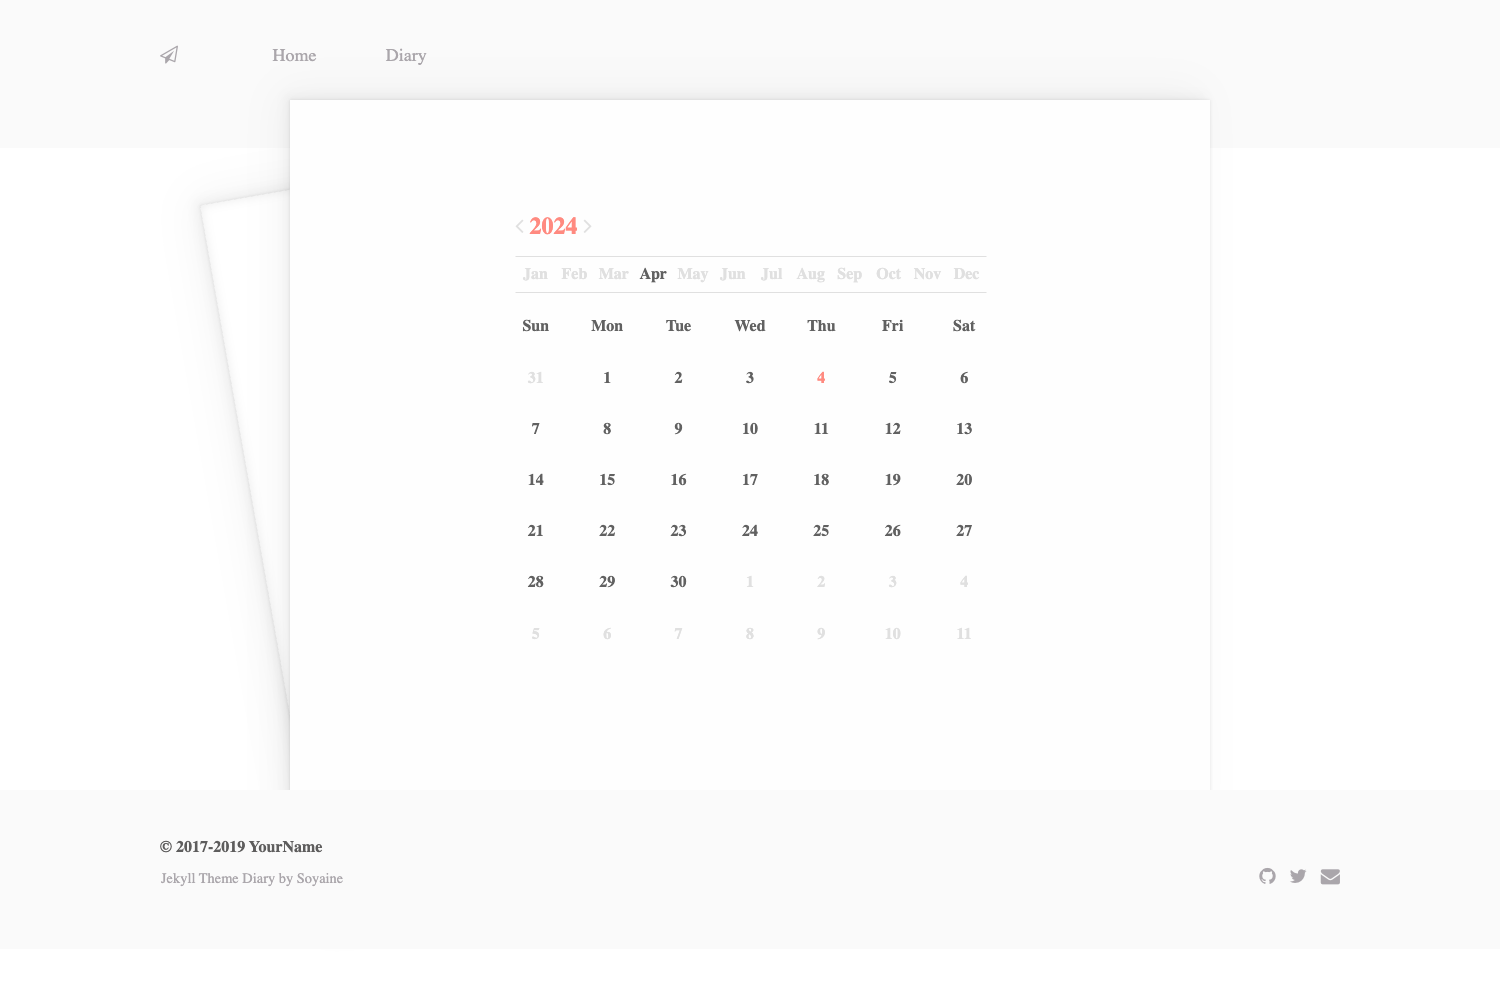 Home Diary
2024
Jan Feb Mar Apr May Jun Jul Aug Sep Oct Nov Dec
Sun Mon Tue Wed Thu Fri Sat
31 1 2 3 4 5 6
7 8 9 10 11 12 13
14 15 16 17 18 19 20
21 22 23 24 25 26 27
28 29 30 1 2 3 4
5 6 7 8 9 10 11
© 2017-2019 YourName
Jekyll Theme Diary by Soyaine